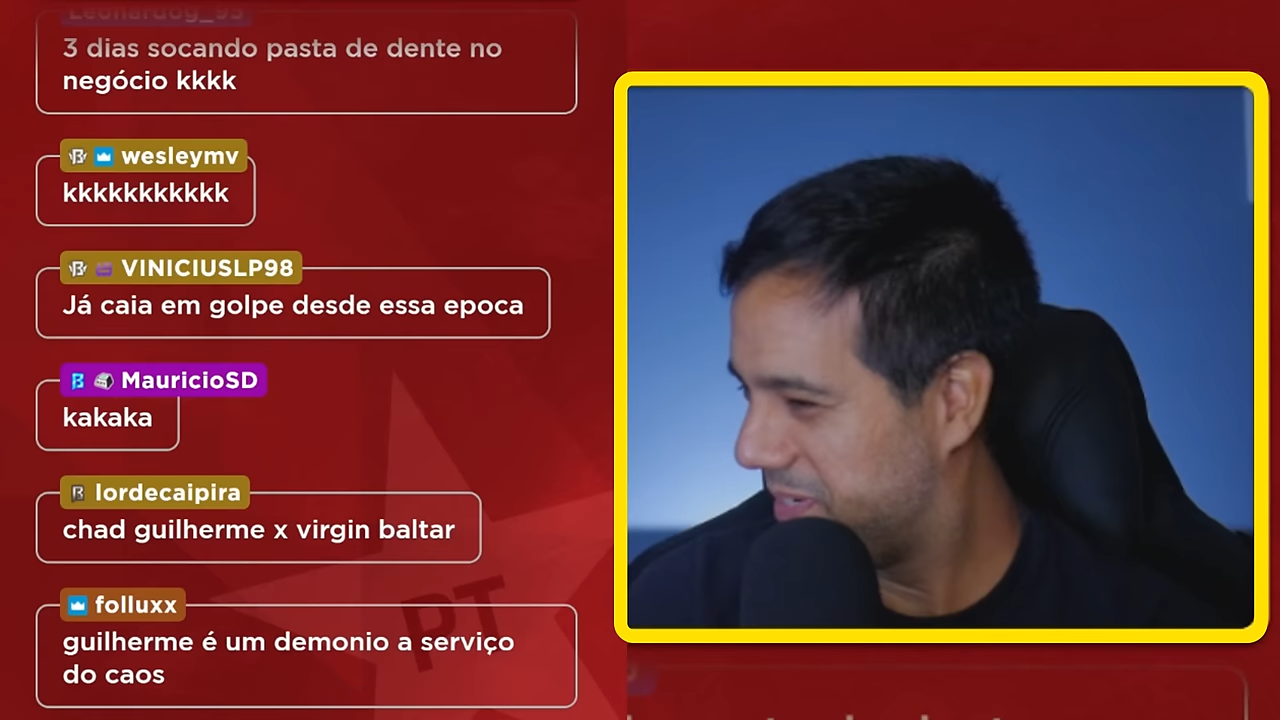 Leonardog_95
3 dias socando pasta de dente no
negócio kkkk
wesleymv
kkkkkkkkkkk
VINICIUSLP98
Já caia em golpe desde essa epoca
MauricioSD
kakaka
lordecaipira
chad guilherme x virgin baltar
folluxx
guilherme é um demonio a serviço
do caos
PT